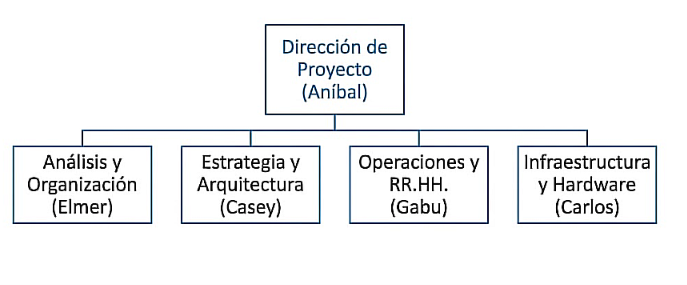 Dirección de
Proyecto
(Aníbal)
Análisis y
Organización
(Elmer)
Estrategia y
Arquitectura
(Casey)
Operaciones y
RR.HH.
(Gabu)
Infraestructura
y Hardware
(Carlos)